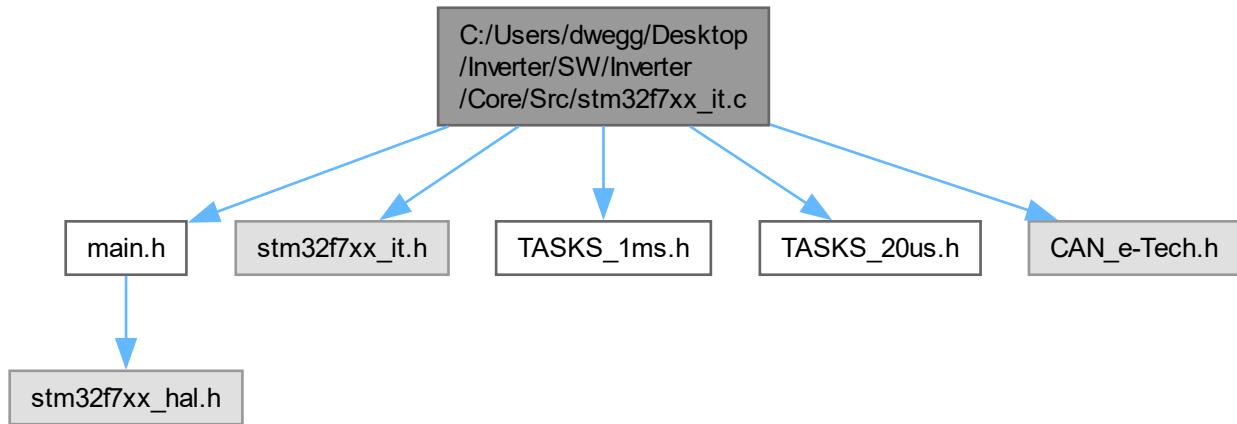 C:/Users/dwegg/Desktop
/Inverter/SW/Inverter
/Core/Src/stm32f7xx_it.c
main.h
stm32f7xx_it.h
TASKS_1ms.h
TASKS_20us.h
CAN_e-Tech.h
stm32f7xx_hal.h